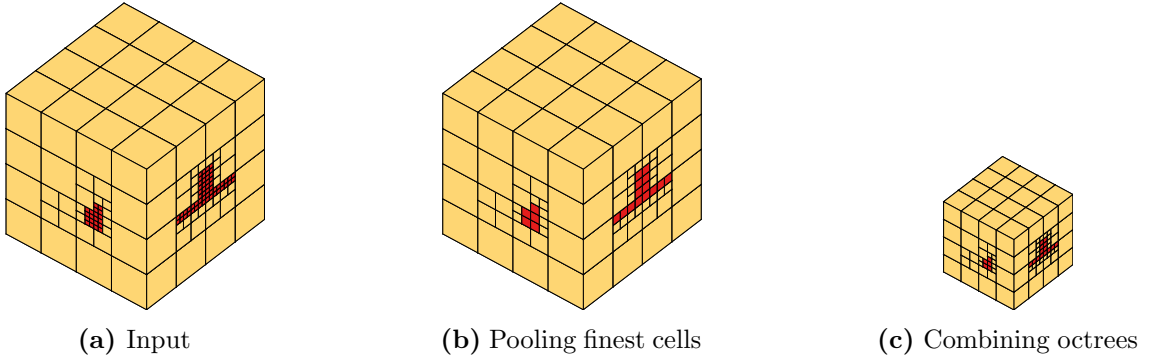 (a) Input
(b) Pooling finest cells
(c) Combining octrees